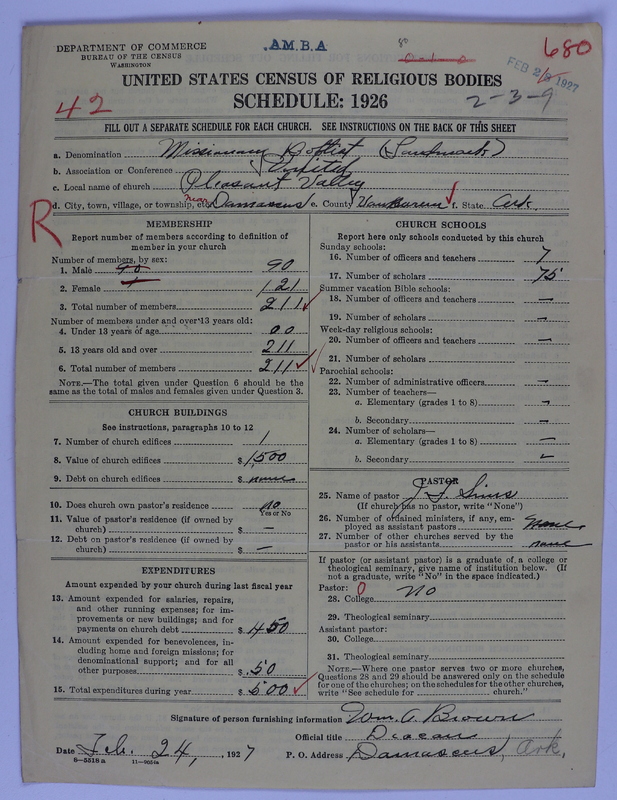 .AM.B.A
80
0-1-0
680
DEPARTMENT OF COMMERCE
BUREAU OF THE CENSUS
WASHINGTON
FEB 2 1927
UNITED STATES CENSUS OF RELIGIOUS BODIES
42
SCHEDULE: 1926
2-3-9
FILL OUT A SEPARATE SCHEDULE FOR EACH CHURCH. SEE INSTRUCTIONS ON THE BACK OF THIS SHEET
a. Denomination Missionary Baptist (Landmark)
b. Association or Conference Unity
c. Local name of church Pleasant Valley
d. City, town, village, or township, etc. near Damascus e. County Van Buren f. State Ark.
R
MEMBERSHIP
Report number of members according to definition of
member in your church
Number of members, by sex:
1. Male 90 90
2. Female 121
3. Total number of members 211
Number of members under and over 13 years old:
4. Under 13 years of age 00
5. 13 years old and over 211
6. Total number of members 211
NOTE.—The total given under Question 6 should be the
same as the total of males and females given under Question 3.
CHURCH BUILDINGS
See instructions, paragraphs 10 to 12
7. Number of church edifices 1
8. Value of church edifices $ 1,500
9. Debt on church edifices $ none
10. Does church own pastor's residence no
Yes or No
11. Value of pastor's residence (if owned by
church) $ —
12. Debt on pastor's residence (if owned by
church) $ —
EXPENDITURES
Amount expended by your church during last fiscal year
13. Amount expended for salaries, repairs,
and other running expenses; for im-
provements or new buildings; and for
payments on church debt $ 450
14. Amount expended for benevolences, in-
cluding home and foreign missions; for
denominational support; and for all
other purposes $ 50
15. Total expenditures during year $ 500
CHURCH SCHOOLS
Report here only schools conducted by this church
Sunday schools:
16. Number of officers and teachers 7
17. Number of scholars 75
Summer vacation Bible schools:
18. Number of officers and teachers —
19. Number of scholars —
Week-day religious schools:
20. Number of officers and teachers —
21. Number of scholars
Parochial schools:
22. Number of administrative officers —
23. Number of teachers—
a. Elementary (grades 1 to 8) —
b. Secondary —
24. Number of scholars—
a. Elementary (grades 1 to 8) —
b. Secondary —
PASTOR
25. Name of pastor J. F. Sims
(If church has no pastor, write "None")
26. Number of ordained ministers, if any, em-
ployed as assistant pastors none
27. Number of other churches served by the
pastor or his assistants none
If pastor (or assistant pastor) is a graduate of a college or
theological seminary, give name of institution below. (If
not a graduate, write "No" in the space indicated.)
Pastor: 0
28. College no
29. Theological seminary
Assistant pastor:
30. College
31. Theological seminary
NOTE.—Where one pastor serves two or more churches,
Questions 28 and 29 should be answered only on the schedule
for one of the churches; on the schedules for the other churches,
write "See schedule for church."
Signature of person furnishing information Wm. A. Brown
Official title Deacon
Date Feb. 24, 1927 P. O. Address Damascus, Ark.
8-5518 a